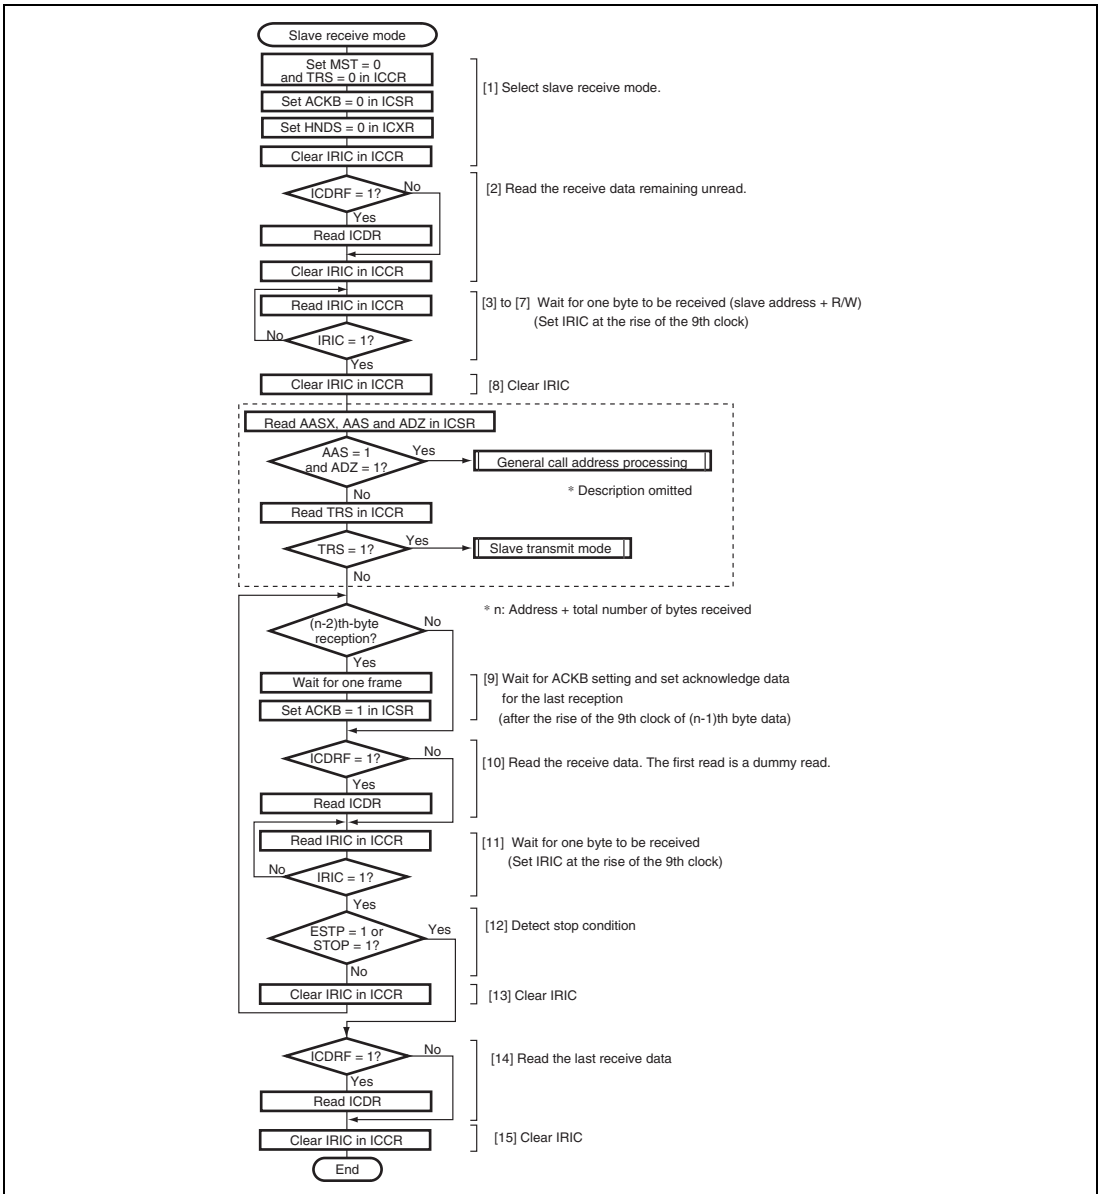 Slave receive mode
Set MST = 0
and TRS = 0 in ICCR
[1] Select slave receive mode.
Set ACKB = 0 in ICSR
Set HNDS = 0 in ICXR
Clear IRIC in ICCR
ICDRF = 1?
No
[2] Read the receive data remaining unread.
Yes
Read ICDR
Clear IRIC in ICCR
Read IRIC in ICCR
[3] to [7] Wait for one byte to be received (slave address + R/W)
(Set IRIC at the rise of the 9th clock)
No
IRIC = 1?
Yes
Clear IRIC in ICCR
[8] Clear IRIC
Read AASX, AAS and ADZ in ICSR
AAS = 1
and ADZ = 1?
Yes
General call address processing
* Description omitted
No
Read TRS in ICCR
TRS = 1?
Yes
Slave transmit mode
No
* n: Address + total number of bytes received
(n-2)th-byte
reception?
No
Yes
Wait for one frame
[9] Wait for ACKB setting and set acknowledge data
for the last reception
Set ACKB = 1 in ICSR
(after the rise of the 9th clock of (n-1)th byte data)
ICDRF = 1?
No
[10] Read the receive data. The first read is a dummy read.
Yes
Read ICDR
Read IRIC in ICCR
[11] Wait for one byte to be received
(Set IRIC at the rise of the 9th clock)
No
IRIC = 1?
Yes
ESTP = 1 or
STOP = 1?
Yes
[12] Detect stop condition
No
Clear IRIC in ICCR
[13] Clear IRIC
ICDRF = 1?
No
[14] Read the last receive data
Yes
Read ICDR
Clear IRIC in ICCR
[15] Clear IRIC
End